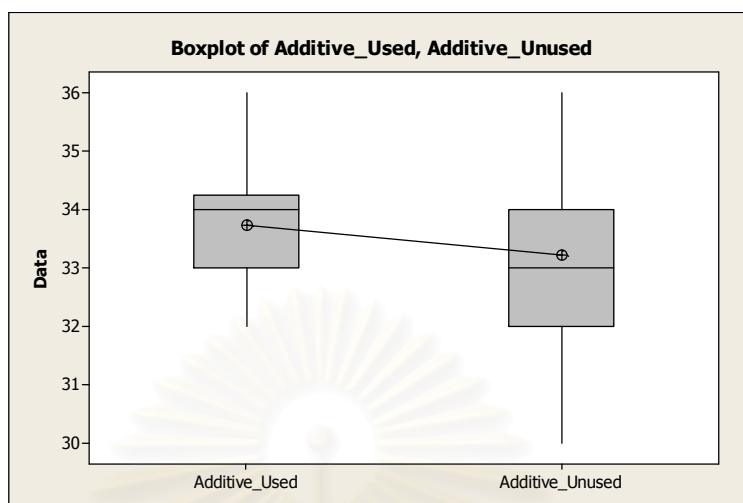 Boxplot of Additive_Used, Additive_Unused
Data
36
35
34
33
32
31
30
Additive_Used
Additive_Unused